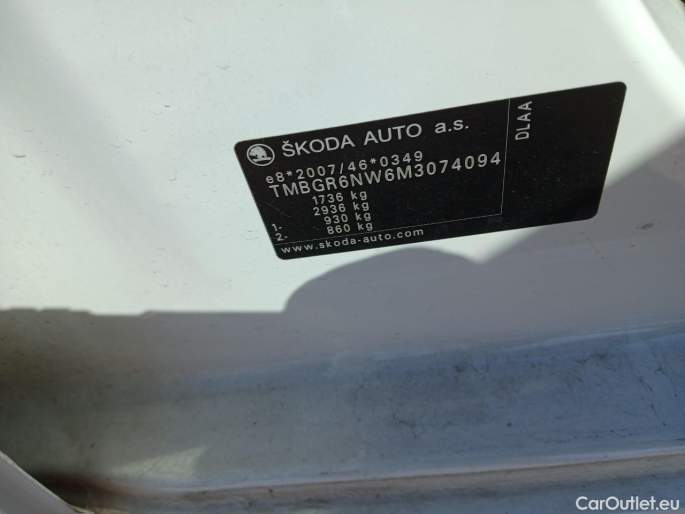 ŠKODA AUTO a.s.
e8*2007/46*0349
TMBGR6NW6M3074094
1736 kg
2936 kg
1- 930 kg
2- 860 kg
www.skoda-auto.com
DLAA
CarOutlet.eu